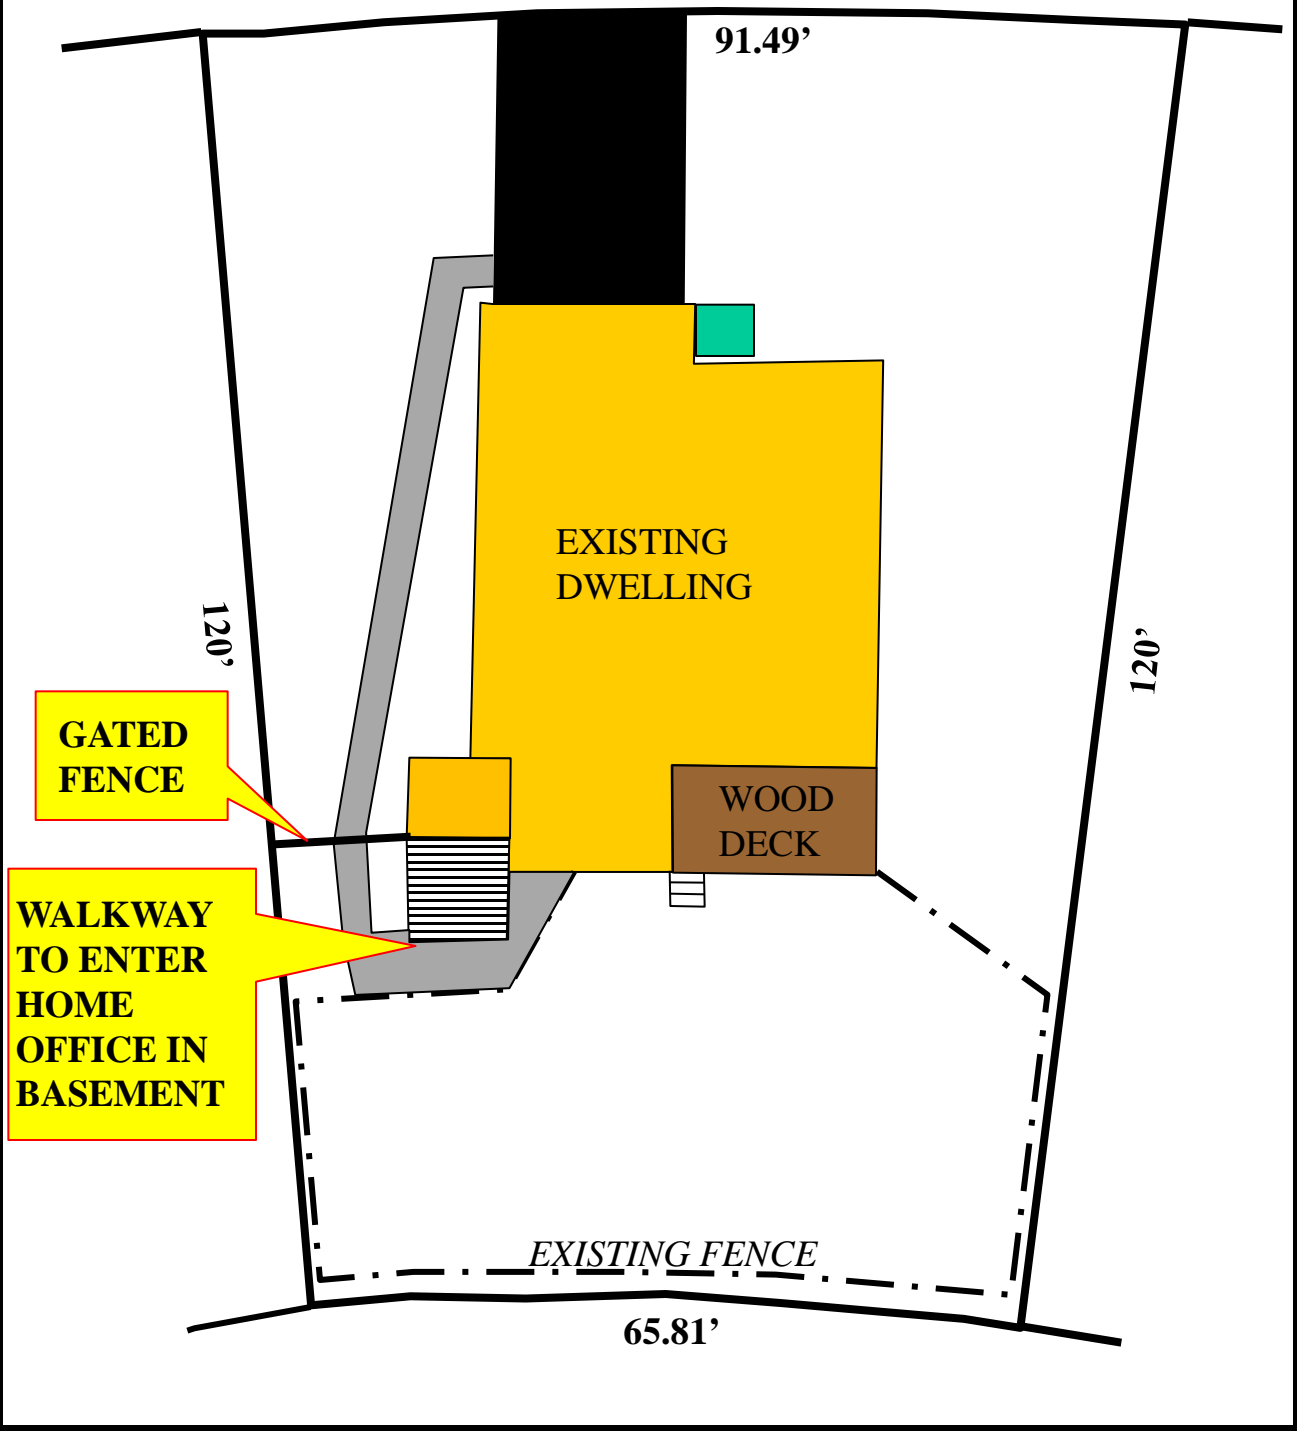 91.49’
EXISTING
DWELLING
120’
120’
GATED
FENCE
WOOD
DECK
WALKWAY
TO ENTER
HOME
OFFICE IN
BASEMENT
EXISTING FENCE
65.81’